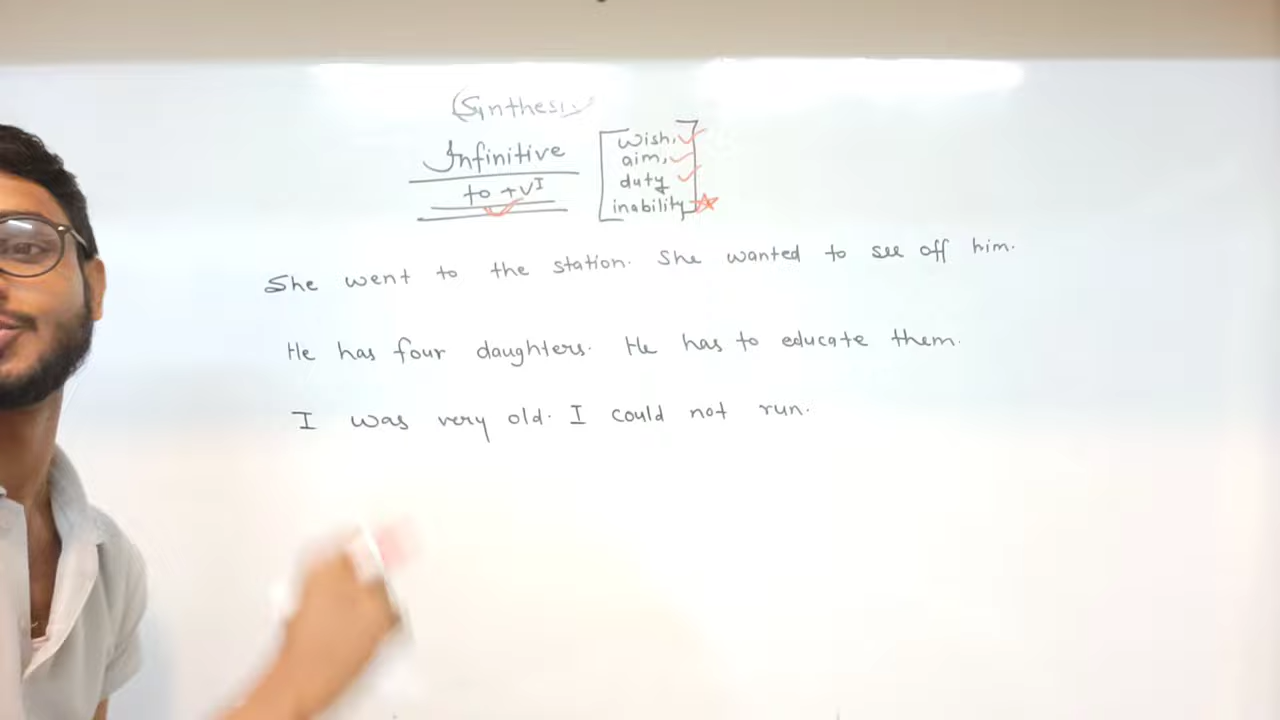 (Synthesis
Infinitive
to + V I
wish,
aim,
duty
inability
She went to the station. She wanted to see off him.
He has four daughters. He has to educate them.
I was very old. I could not run.